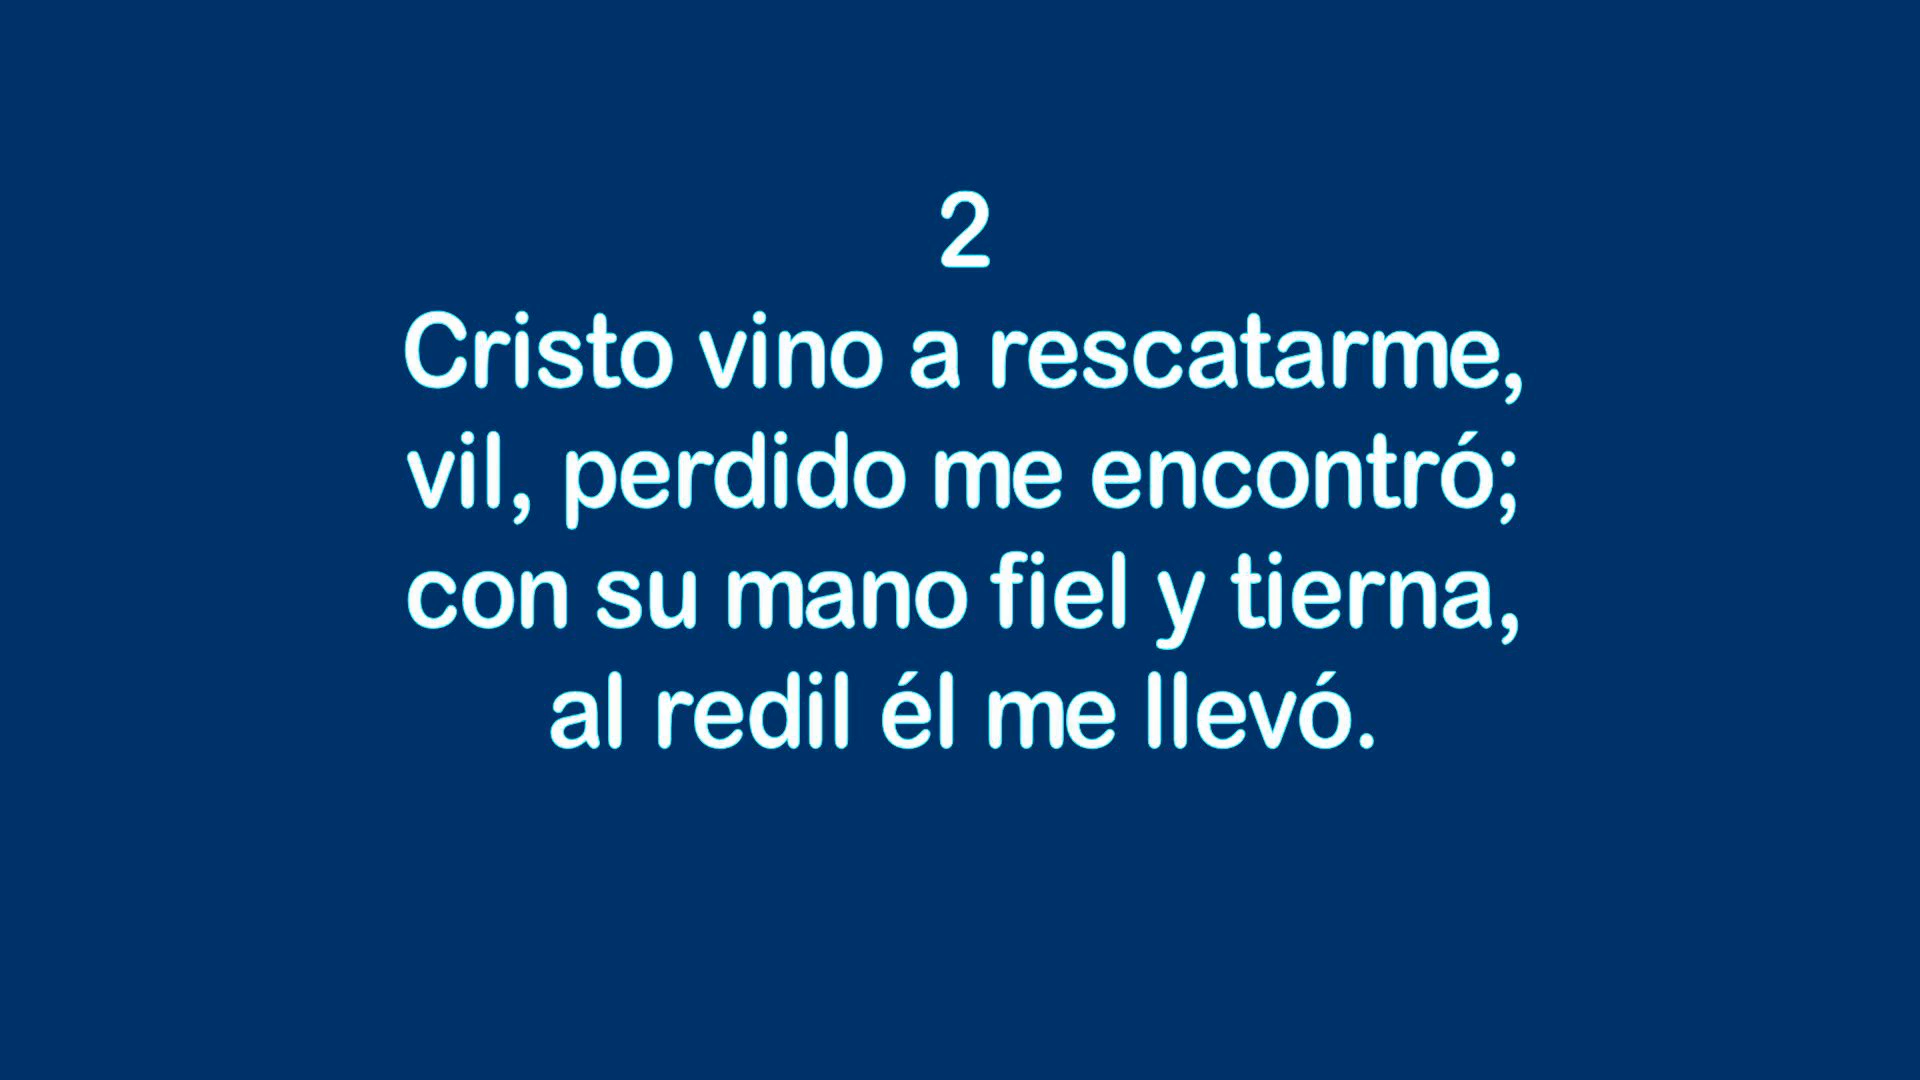 2
Cristo vino a rescatarme,
vil, perdido me encontró;
con su mano fiel y tierna,
al redil él me llevó.